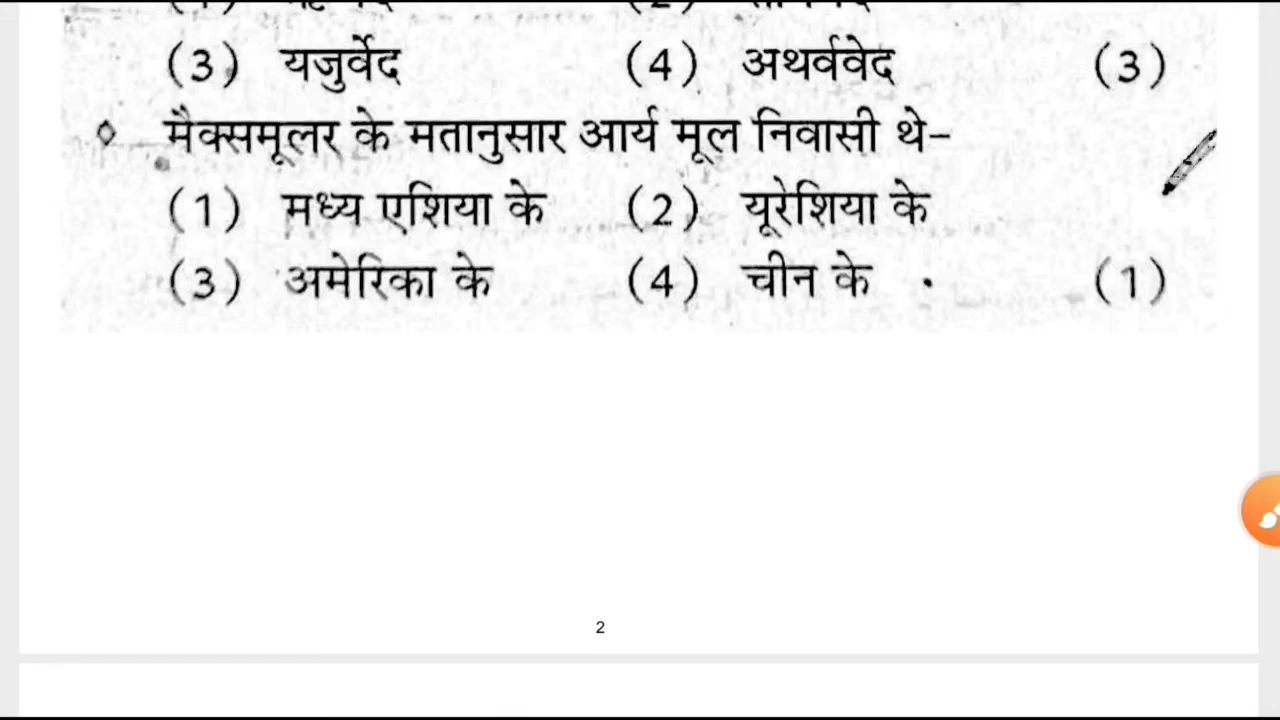 (3) यजुर्वेद (4) अथर्ववेद (3)
मैक्समूलर के मतानुसार आर्य मूल निवासी थे–
(1) मध्य एशिया के (2) यूरेशिया के
(3) अमेरिका के (4) चीन के (1)
2